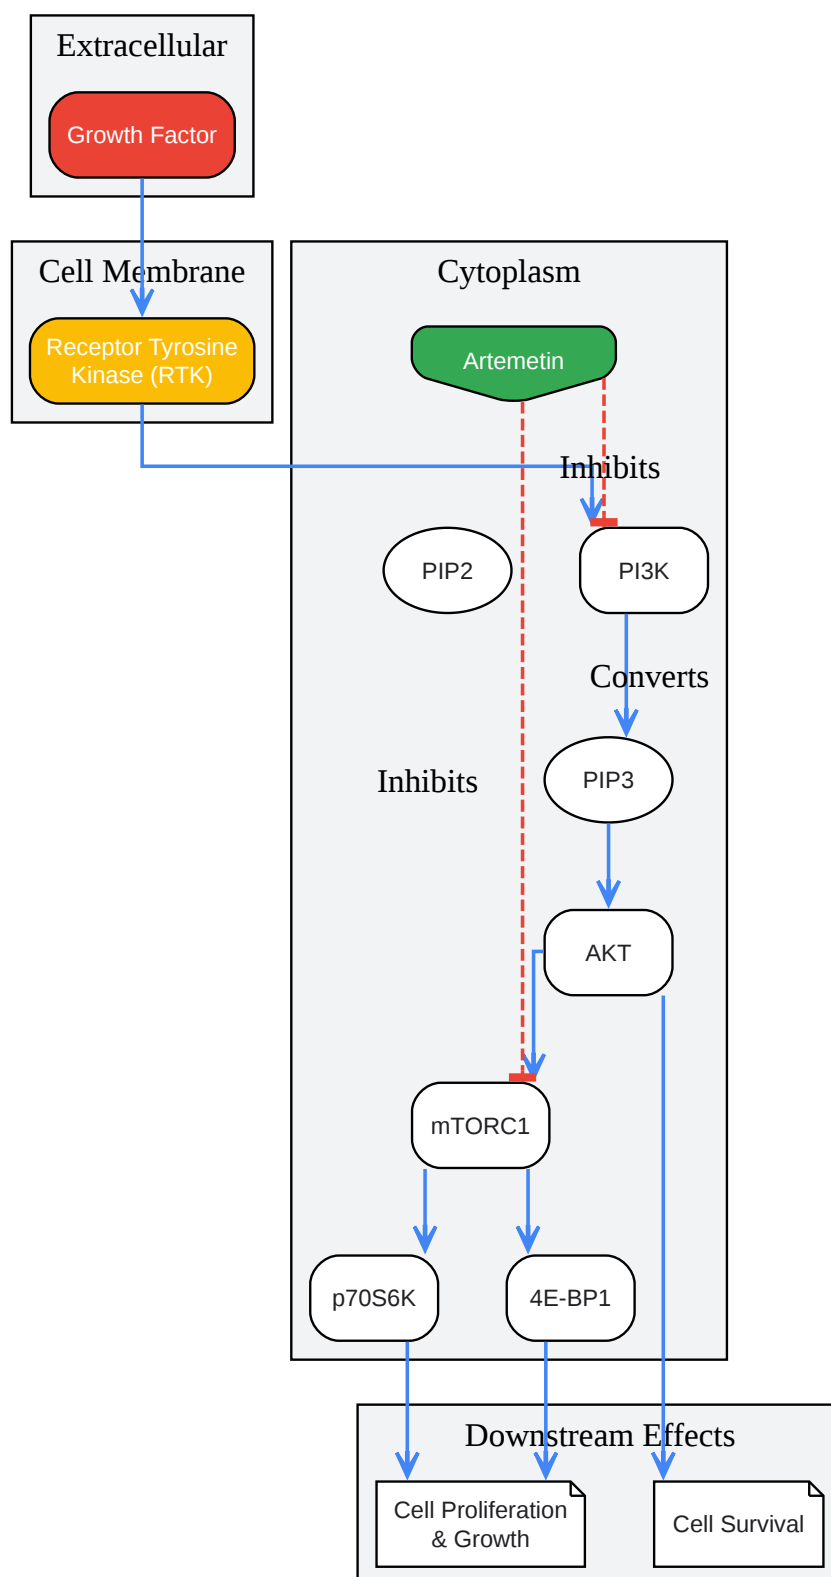 Extracellular
Growth Factor
Cell Membrane
Receptor Tyrosine
Kinase (RTK)
Cytoplasm
Artemetin
Inhibits
PIP2
PI3K
Converts
Inhibits
PIP3
AKT
mTORC1
p70S6K
4E-BP1
Downstream Effects
Cell Proliferation
& Growth
Cell Survival